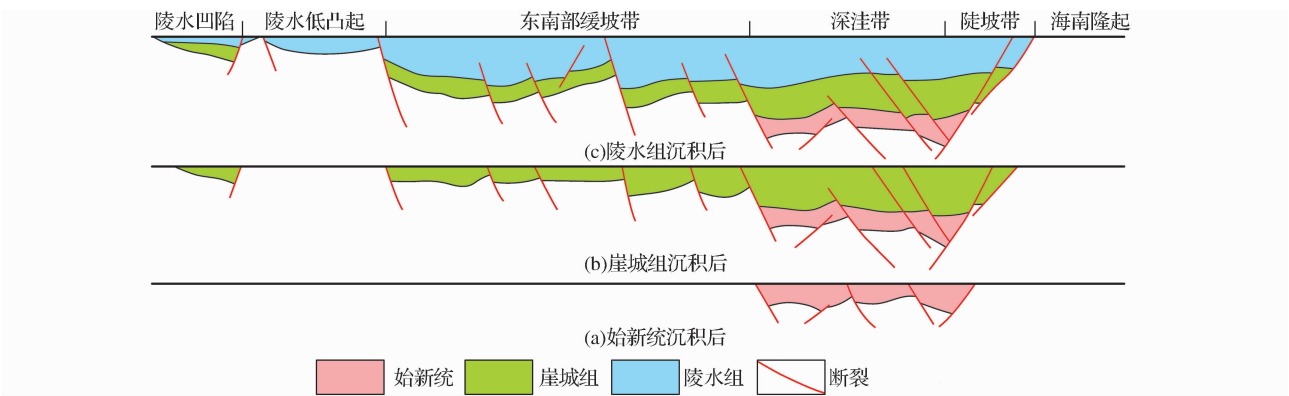 陵水凹陷 陵水低凸起 东南部缓坡带 深洼带 陡坡带 海南隆起
(c)陵水组沉积后
(b)崖城组沉积后
(a)始新统沉积后
始新统 崖城组 陵水组 断裂